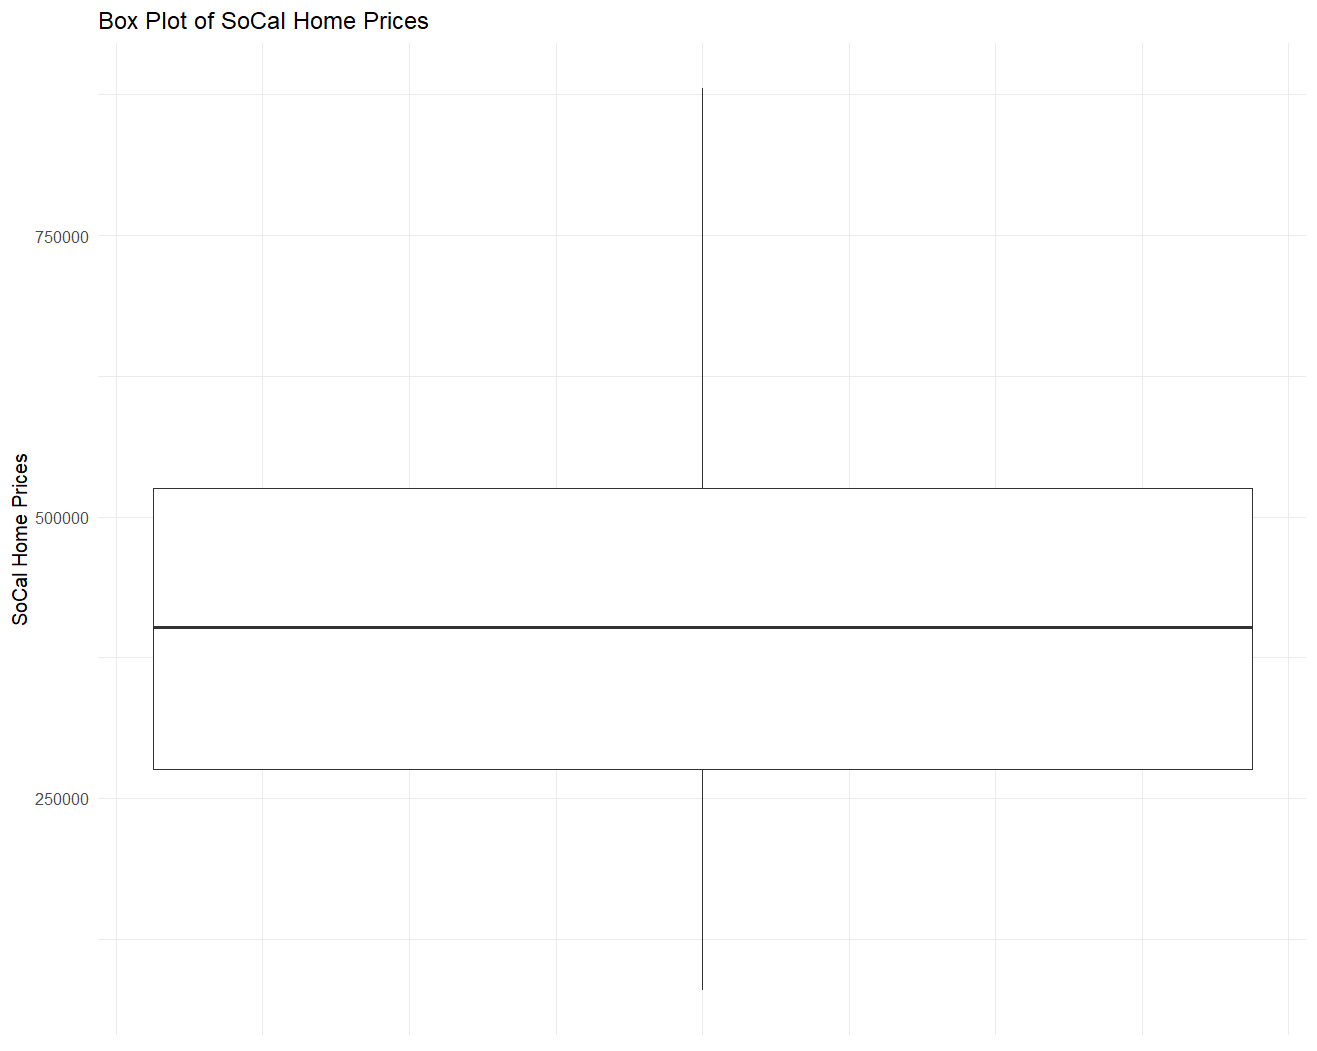 Box Plot of SoCal Home Prices
SoCal Home Prices
750000
500000
250000